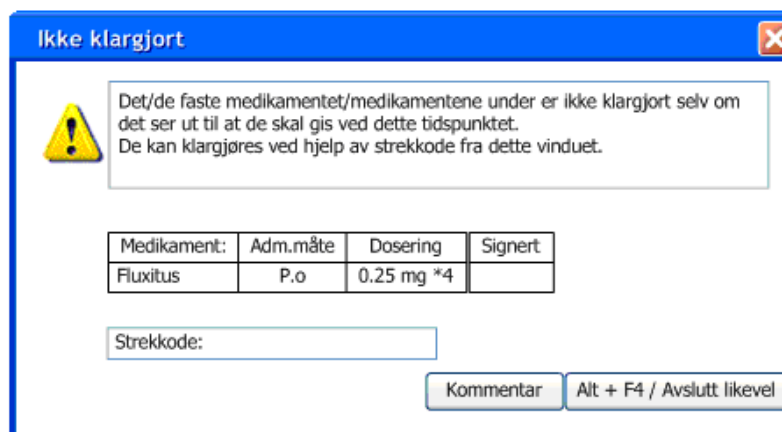 Ikke klargjort
Det/de faste medikamentet/medikamentene under er ikke klargjort selv om
det ser ut til at de skal gis ved dette tidspunktet.
De kan klargjøres ved hjelp av strekkode fra dette vinduet.
Medikament: Adm.måte Dosering Signert
Fluxitus P.o 0.25 mg *4
Strekkode:
Kommentar Alt + F4 / Avslutt likevel